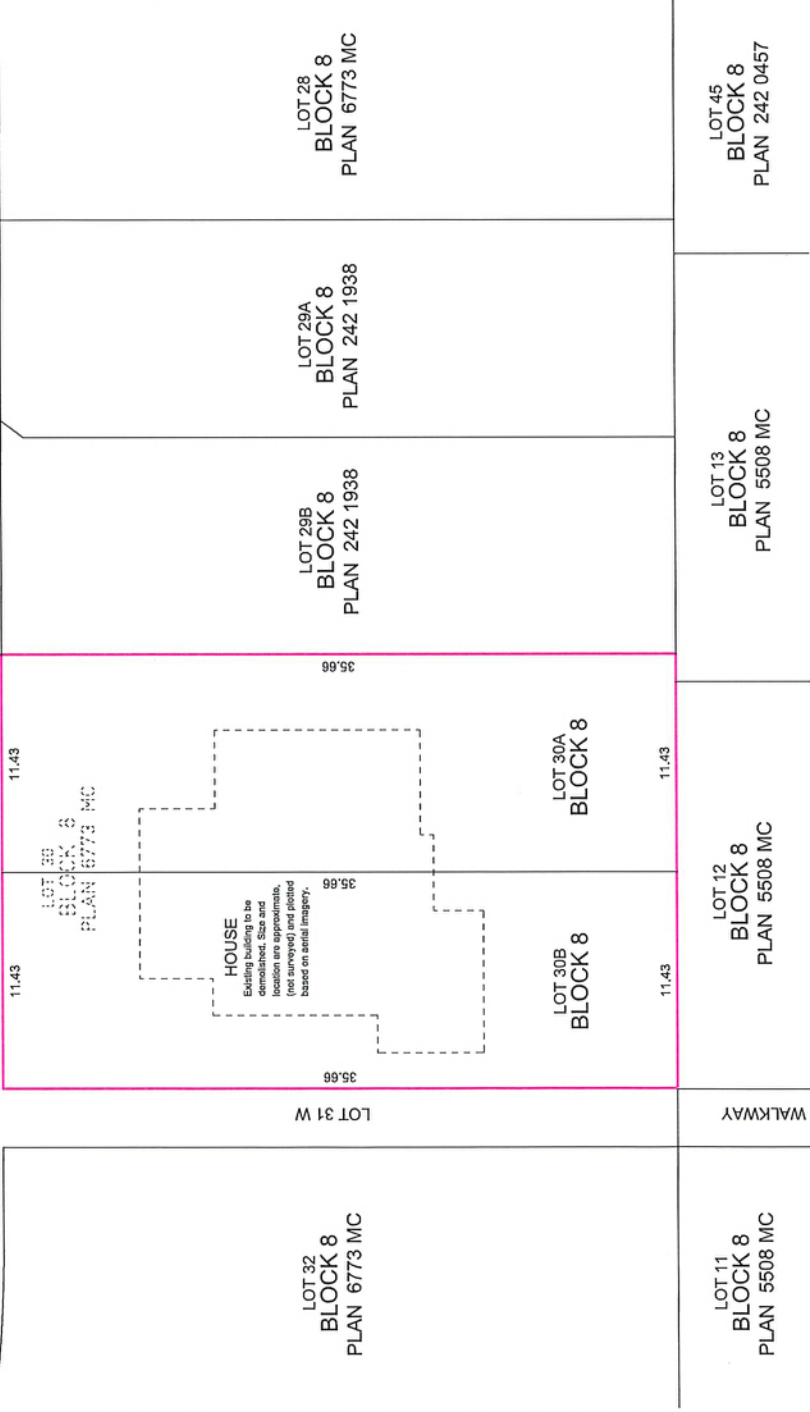 LOT 28
BLOCK 8
PLAN 6773 MC
LOT 45
BLOCK 8
PLAN 242 0457
LOT 29A
BLOCK 8
PLAN 242 1938
LOT 13
BLOCK 8
PLAN 5508 MC
LOT 29B
BLOCK 8
PLAN 242 1938
35.66
11.43
LOT 30
BLOCK 8
PLAN 6773 MC
LOT 30A
BLOCK 8
11.43
35.66
HOUSE
Existing building to be
demolished. Size and
location are approximate,
(not surveyed) and plotted
based on aerial imagery.
11.43
LOT 30B
BLOCK 8
11.43
35.66
LOT 12
BLOCK 8
PLAN 5508 MC
LOT 31 W
WALKWAY
LOT 32
BLOCK 8
PLAN 6773 MC
LOT 11
BLOCK 8
PLAN 5508 MC